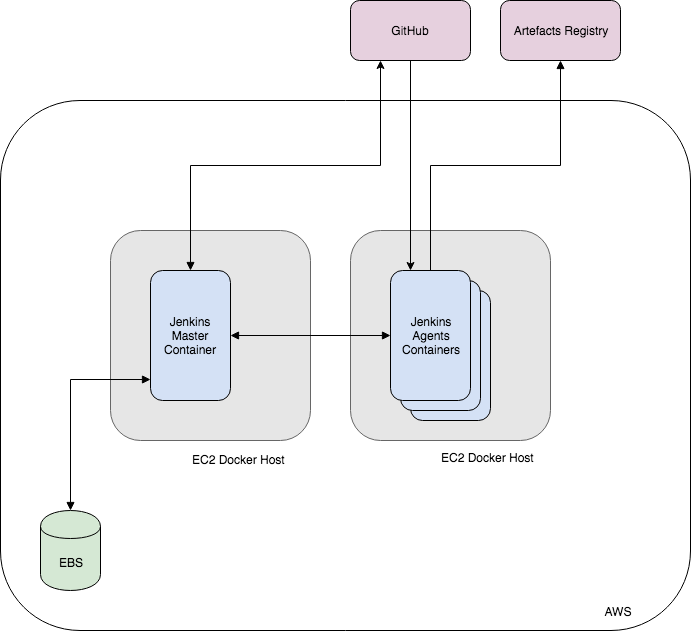 GitHub
Artefacts Registry
Jenkins
Master
Container
Jenkins
Agents
Containers
EC2 Docker Host
EC2 Docker Host
EBS
AWS